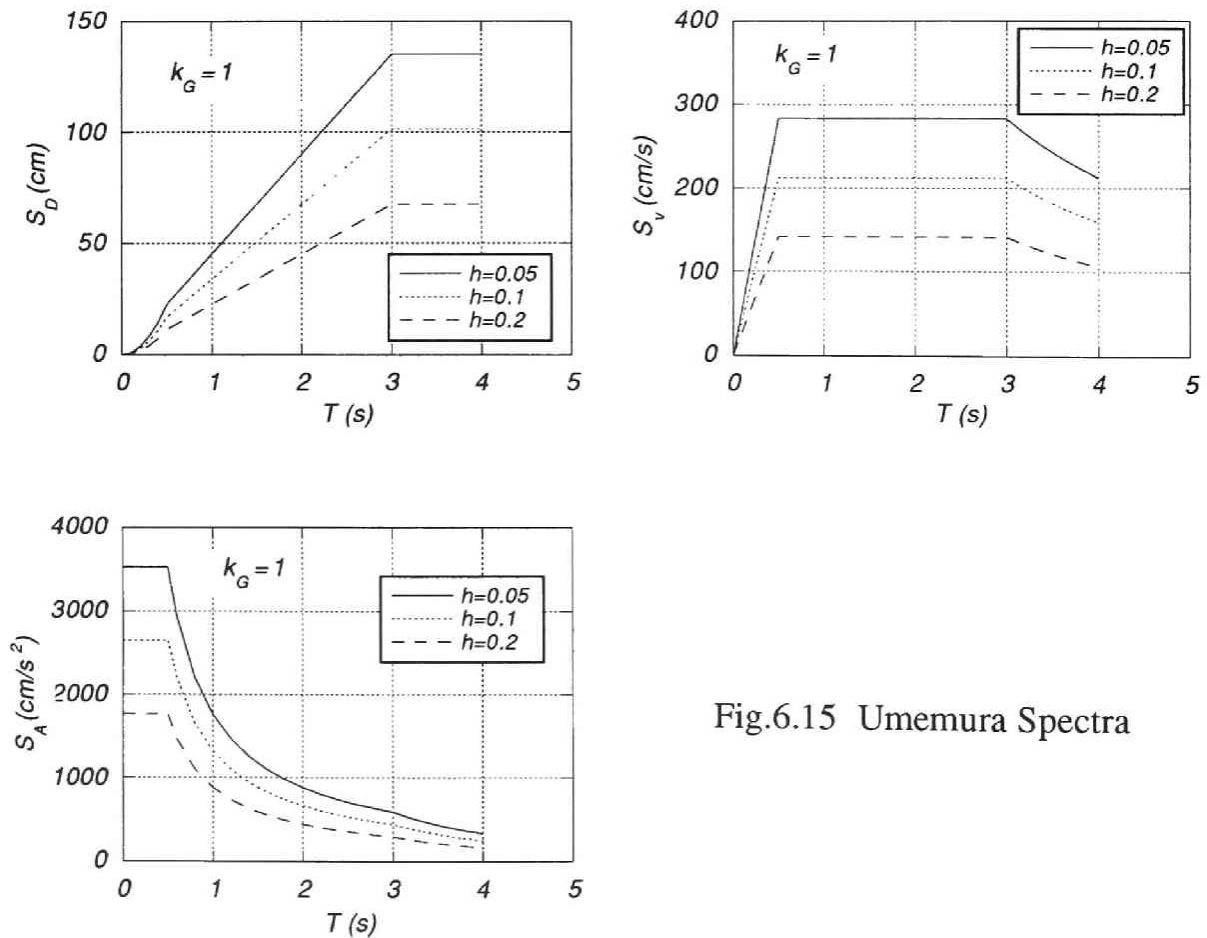 150
100
50
0
S_D (cm)
k_G = 1
h=0.05
h=0.1
h=0.2
0 1 2 3 4 5
T (s)
400
300
200
100
0
S_v (cm/s)
k_G = 1
h=0.05
h=0.1
h=0.2
0 1 2 3 4 5
T (s)
4000
3000
2000
1000
0
S_A (cm/s²)
k_G = 1
h=0.05
h=0.1
h=0.2
0 1 2 3 4 5
T (s)
Fig.6.15 Umemura Spectra